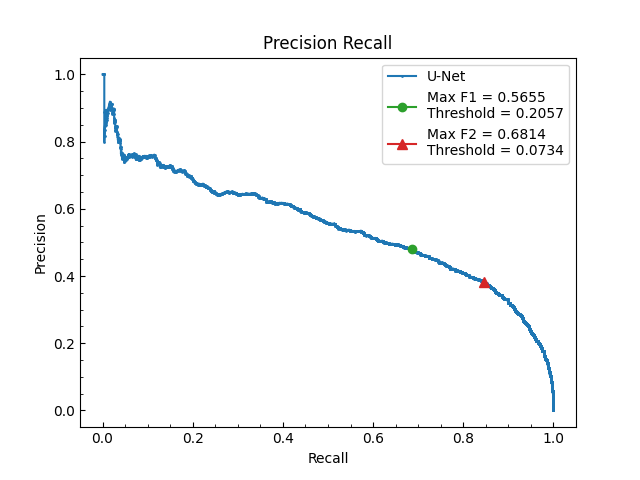 Precision Recall
U-Net
Max F1 = 0.5655
Threshold = 0.2057
Max F2 = 0.6814
Threshold = 0.0734
Precision
1.0
0.8
0.6
0.4
0.2
0.0
0.0 0.2 0.4 0.6 0.8 1.0
Recall